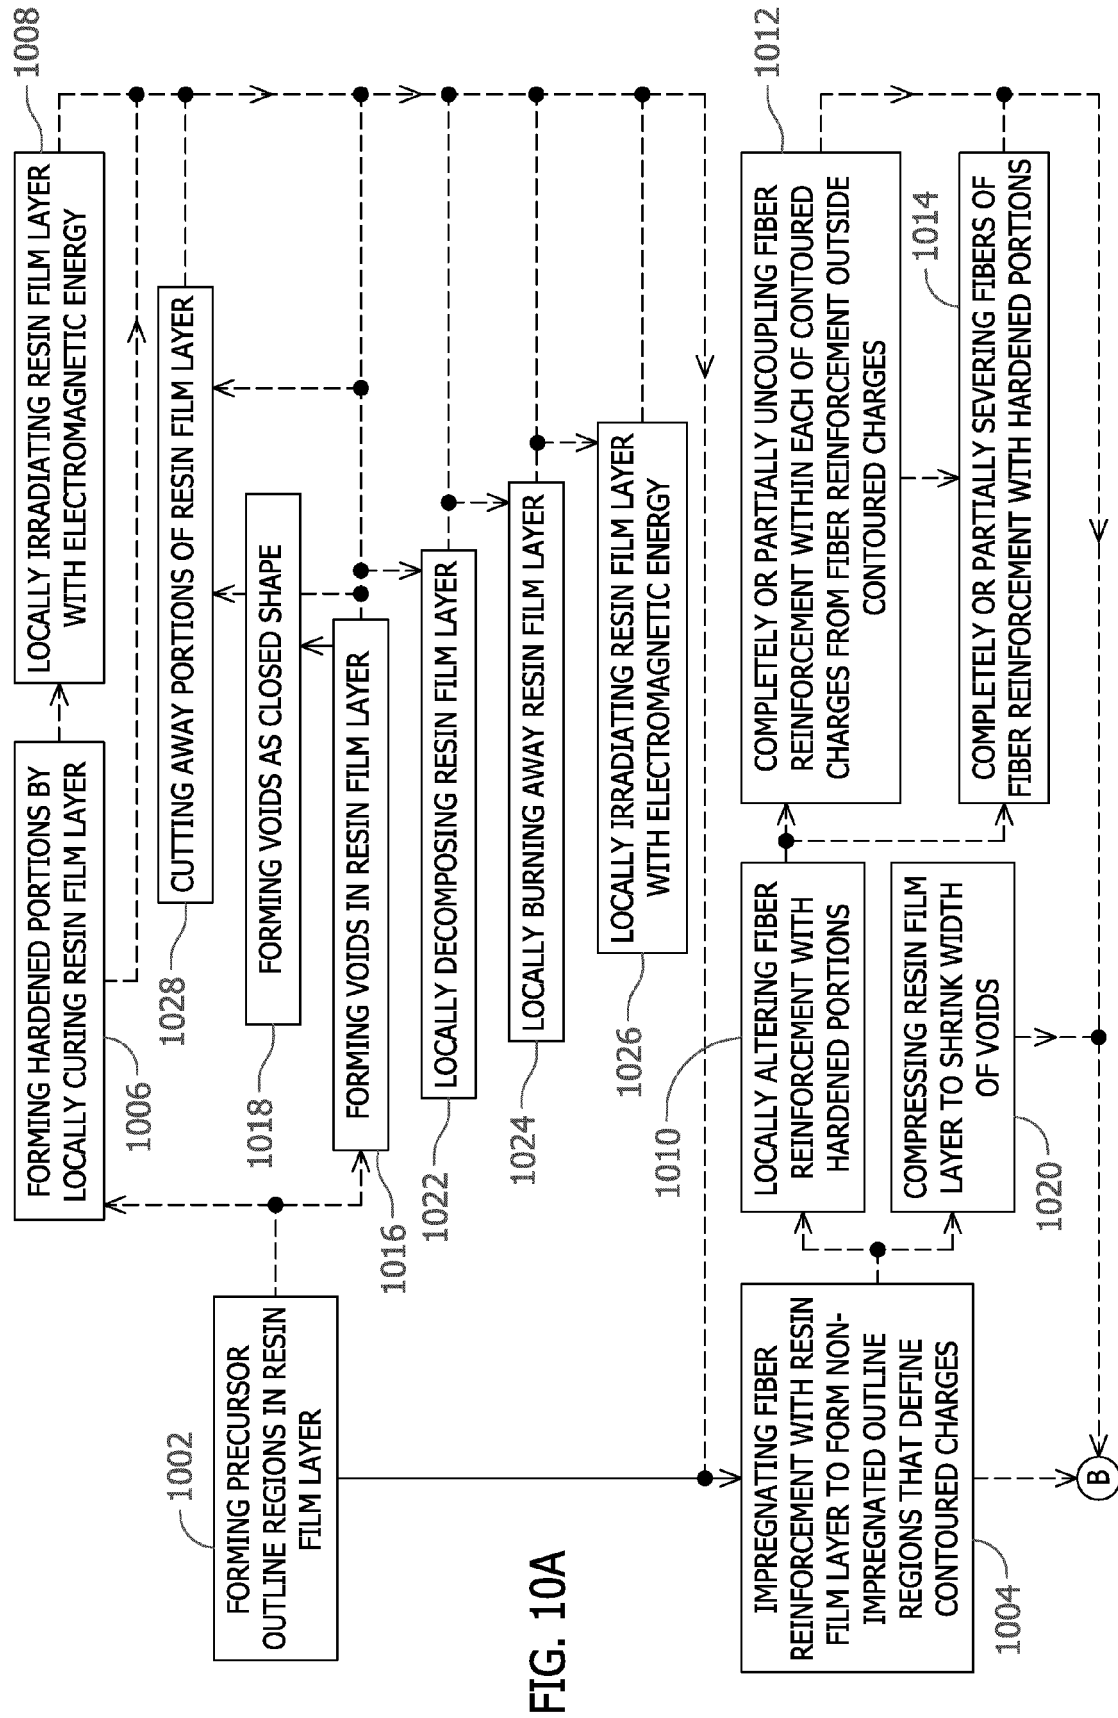 FORMING HARDENED PORTIONS BY
LOCALLY CURING RESIN FILM LAYER
1006
LOCALLY IRRADIATING RESIN FILM LAYER
WITH ELECTROMAGNETIC ENERGY
1008
CUTTING AWAY PORTIONS OF RESIN FILM LAYER
1028
FORMING VOIDS AS CLOSED SHAPE
1018
FORMING PRECURSOR
OUTLINE REGIONS IN RESIN
FILM LAYER
1002
FORMING VOIDS IN RESIN FILM LAYER
1016
LOCALLY DECOMPOSING RESIN FILM LAYER
1022
LOCALLY BURNING AWAY RESIN FILM LAYER
1024
LOCALLY IRRADIATING RESIN FILM LAYER
WITH ELECTROMAGNETIC ENERGY
1026
FIG. 10A
IMPREGNATING FIBER
REINFORCEMENT WITH RESIN
FILM LAYER TO FORM NON-
IMPREGNATED OUTLINE
REGIONS THAT DEFINE
CONTOURED CHARGES
1004
LOCALLY ALTERING FIBER
REINFORCEMENT WITH
HARDENED PORTIONS
1010
COMPRESSING RESIN FILM
LAYER TO SHRINK WIDTH
OF VOIDS
1020
COMPLETELY OR PARTIALLY UNCOUPLING FIBER
REINFORCEMENT WITHIN EACH OF CONTOURED
CHARGES FROM FIBER REINFORCEMENT OUTSIDE
CONTOURED CHARGES
1012
COMPLETELY OR PARTIALLY SEVERING FIBERS OF
FIBER REINFORCEMENT WITH HARDENED PORTIONS
1014
B